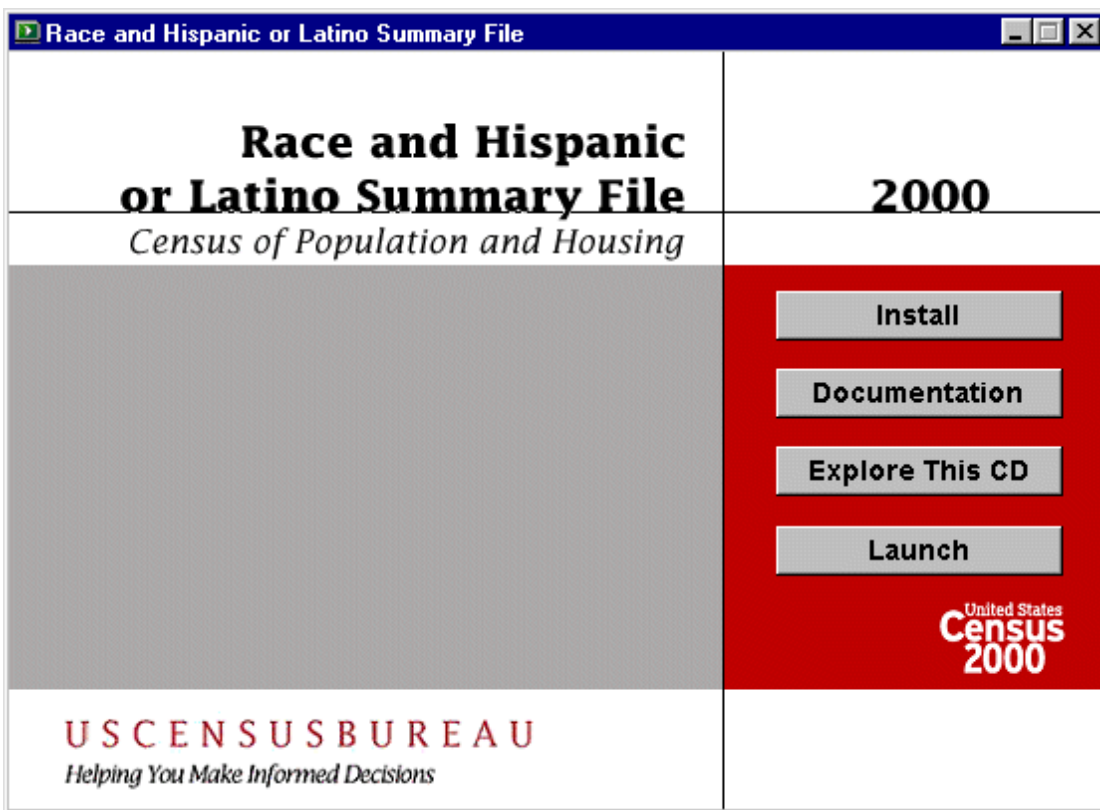 Race and Hispanic or Latino Summary File
Race and Hispanic
or Latino Summary File
2000
Census of Population and Housing
Install
Documentation
Explore This CD
Launch
United States
Census
2000
USCENSUSBUREAU
Helping You Make Informed Decisions